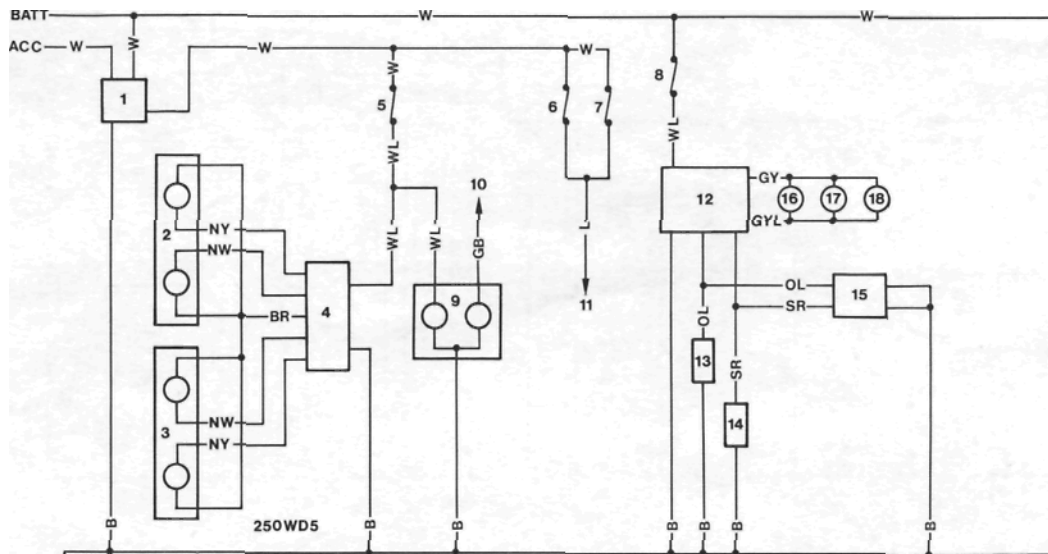 BATT W W
ACC W W W W
W
1
5 6 7 8
WL WL
2 NY
NW
10
12 GY 16 17 18
GYL
WL WL GB L
BR 4
9
11
OL 15
SR
OL
13
SR
3 NW
NY
14
250WD5
B B B B B B B